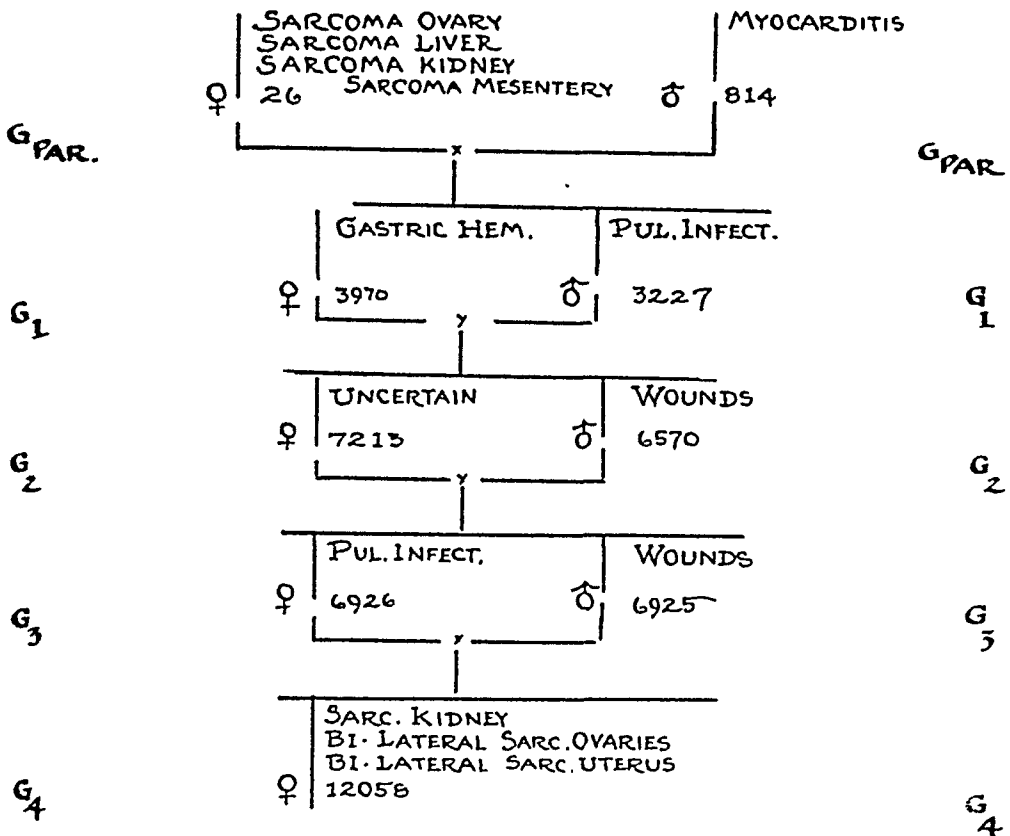 SARCOMA OVARY
SARCOMA LIVER
SARCOMA KIDNEY
♀ 26 SARCOMA MESENTERY
MYOCARDITIS
♂ 814
G PAR. x G PAR
GASTRIC HEM. PUL. INFECT.
♀ 3970 ♂ 3227
G1 y G1
UNCERTAIN WOUNDS
♀ 7213 ♂ 6570
G2 y G2
PUL. INFECT. WOUNDS
♀ 6926 ♂ 6925
G3 x G3
SARC. KIDNEY
BI-LATERAL SARC. OVARIES
BI-LATERAL SARC. UTERUS
♀ 12058
G4 G4